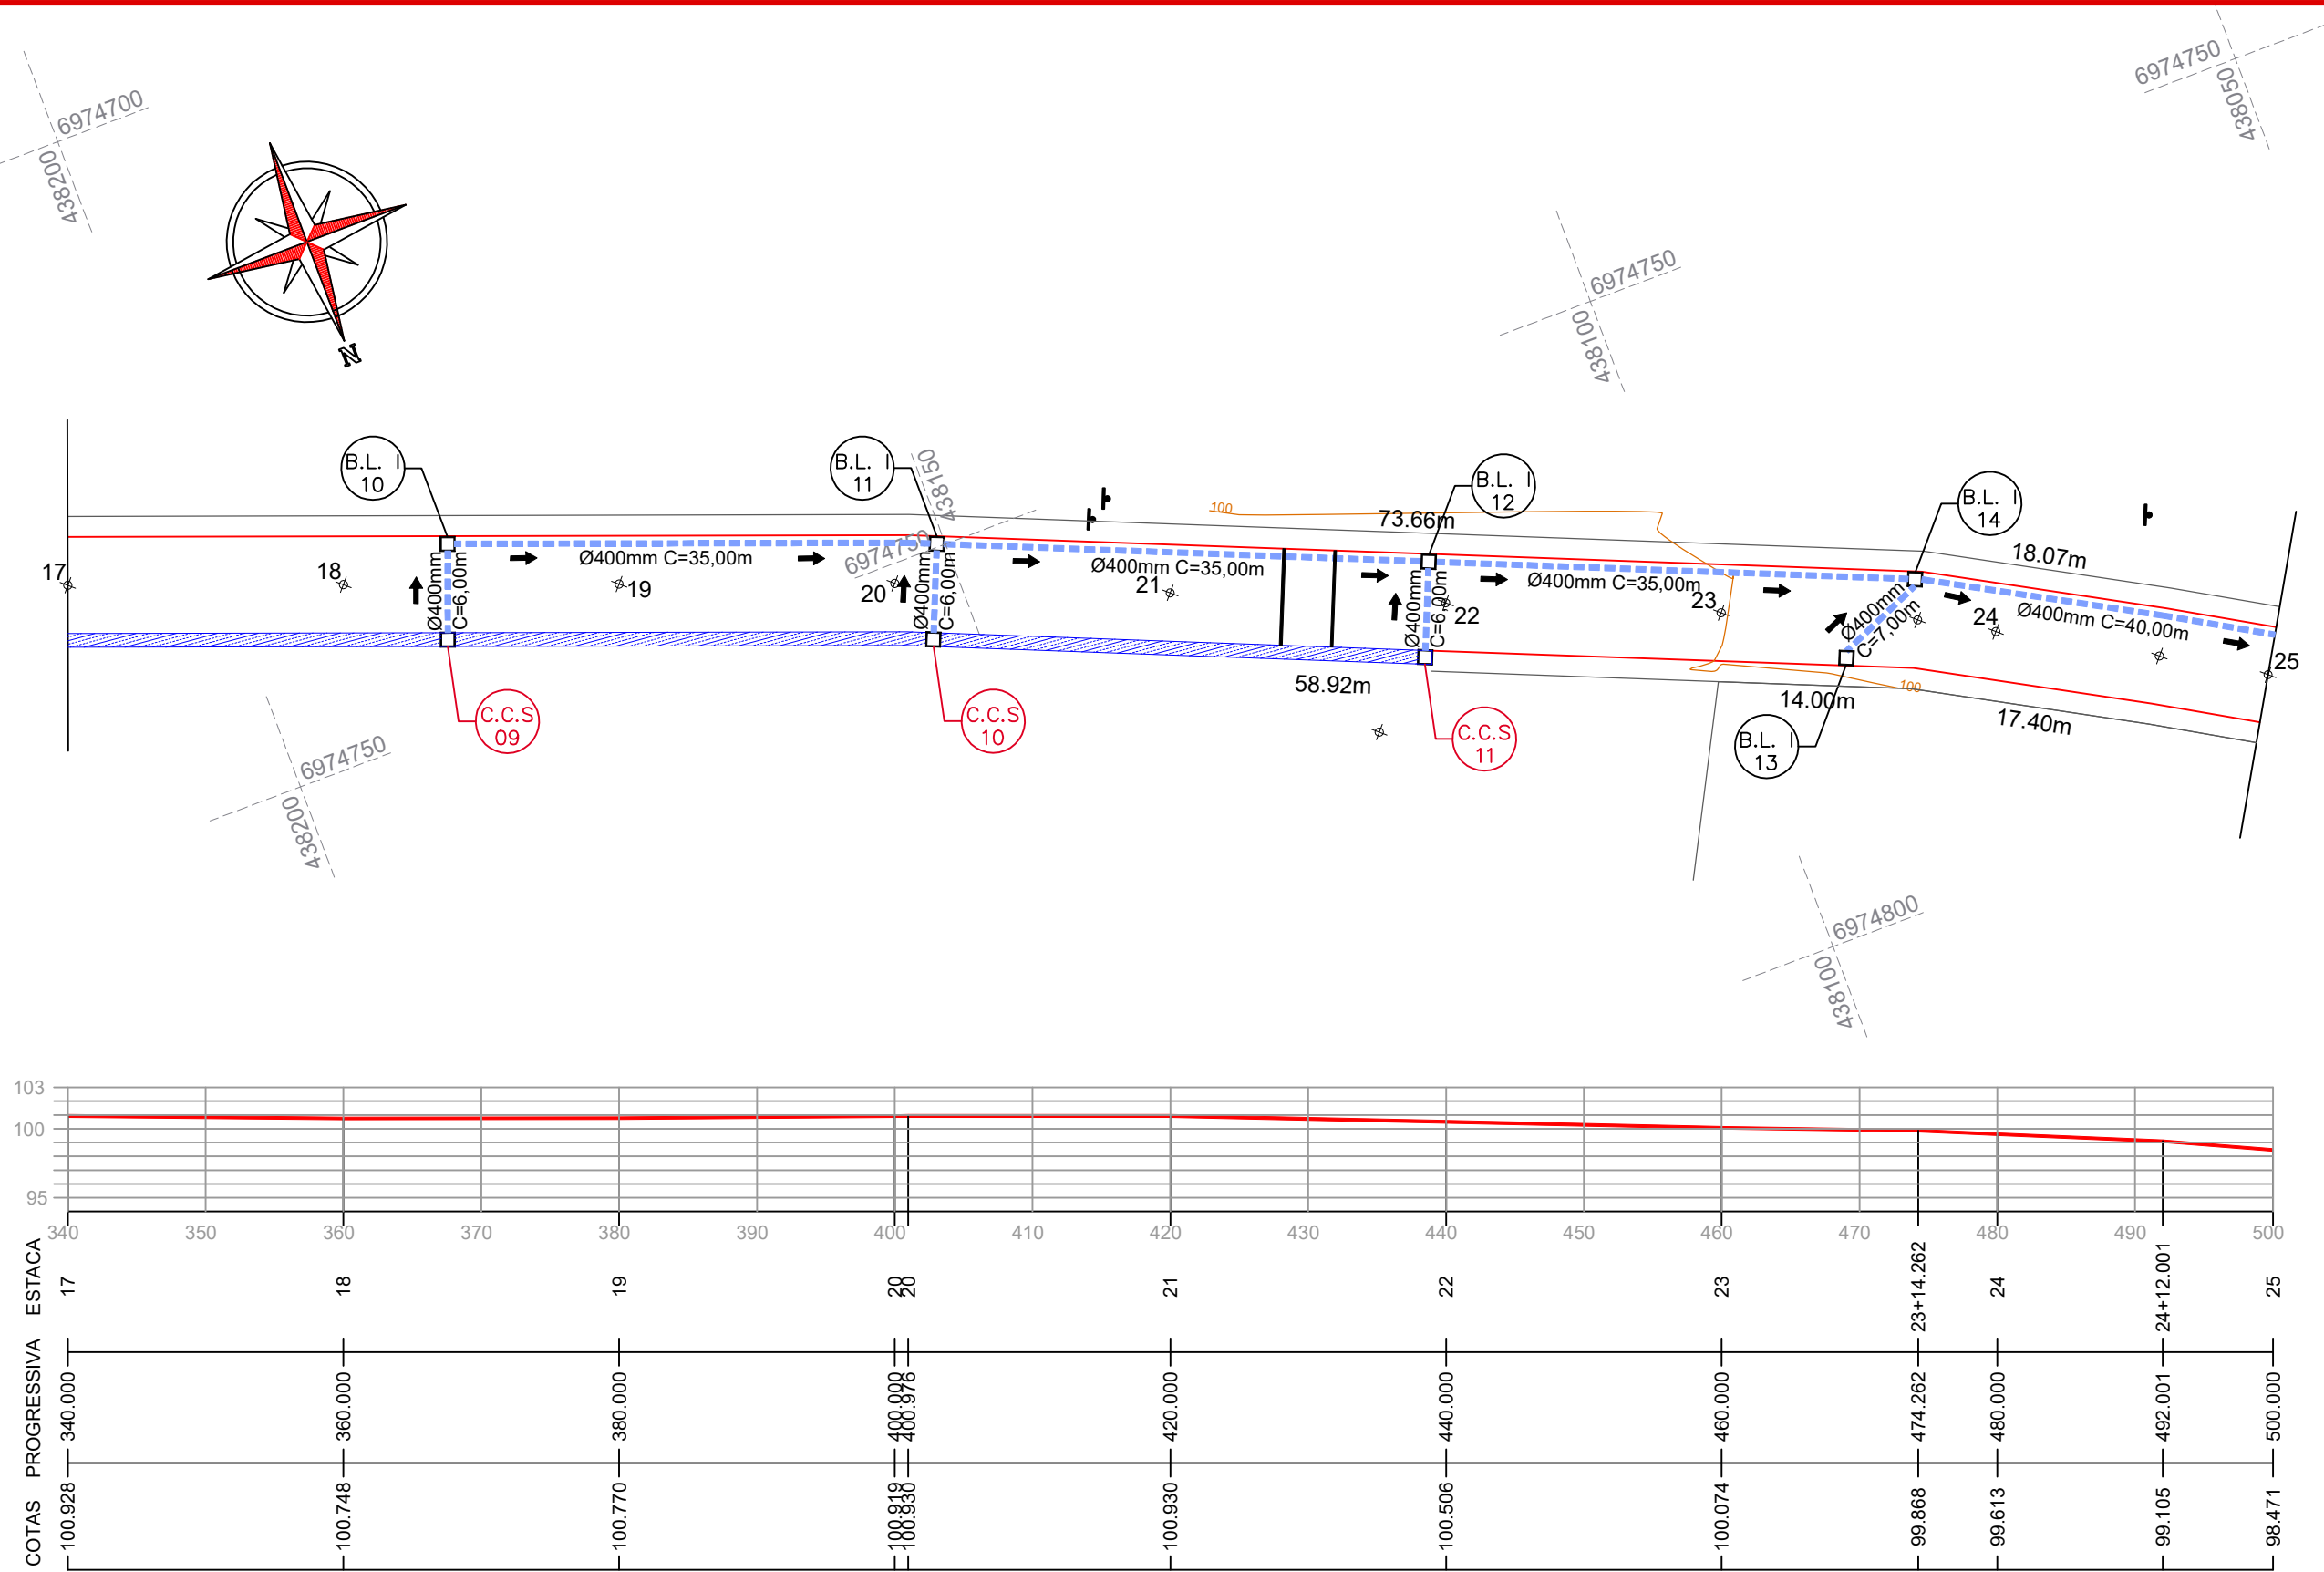 6974700
438200
6974750
438050
6974750
438100
N
B.L. I
10
B.L. I
11
438150
6974750
B.L. I
12
B.L. I
14
100
73.66m
18.07m
17
18
19
20
21
22
23
24
25
Ø400mm
C=6,00m
Ø400mm C=35,00m
Ø400mm
C=6,00m
Ø400mm C=35,00m
Ø400mm
C=6,00m
Ø400mm C=35,00m
Ø400mm
C=7,00m
Ø400mm C=40,00m
58.92m
100
14.00m
17.40m
C.C.S
09
C.C.S
10
C.C.S
11
B.L. I
13
6974750
438200
6974800
438100
103
100
95
340 350 360 370 380 390 400 410 420 430 440 450 460 470 480 490 500
ESTACA
17 18 19 20 20 21 22 23 23+14.262 24 24+12.001 25
PROGRESSIVA
340.000 360.000 380.000 400.000 400.976 420.000 440.000 460.000 474.262 480.000 492.001 500.000
COTAS
100.928 100.748 100.770 100.919 100.930 100.930 100.506 100.074 99.868 99.613 99.105 98.471